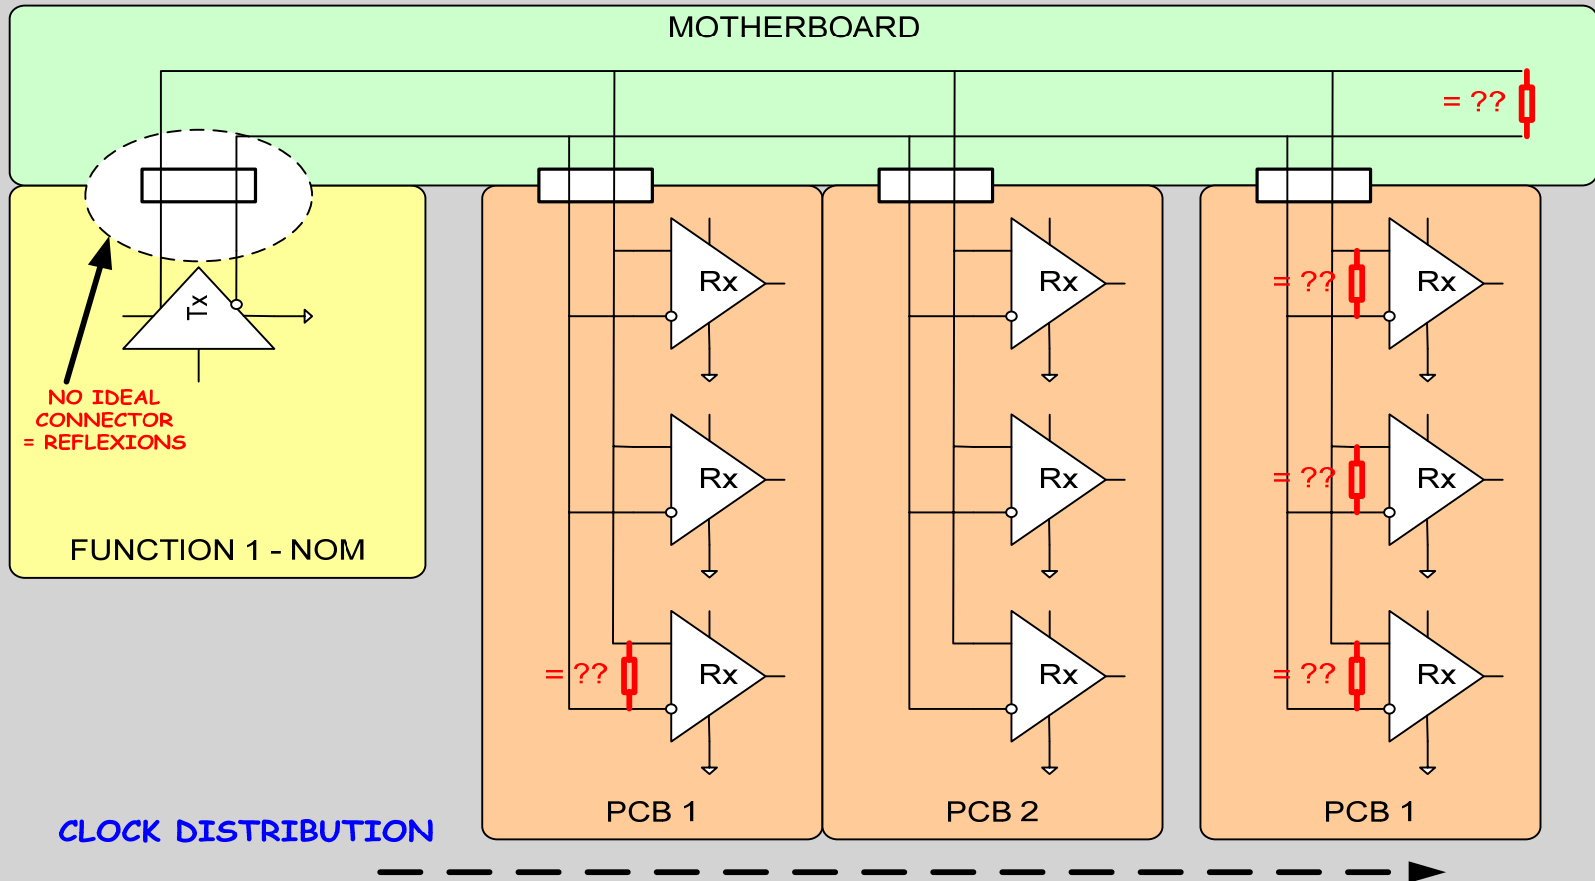 MOTHERBOARD
= ??
Tx
NO IDEAL
CONNECTOR
= REFLEXIONS
FUNCTION 1 - NOM
Rx
Rx
= ??
Rx
PCB 1
Rx
Rx
Rx
PCB 2
= ??
Rx
= ??
Rx
= ??
Rx
PCB 1
CLOCK DISTRIBUTION